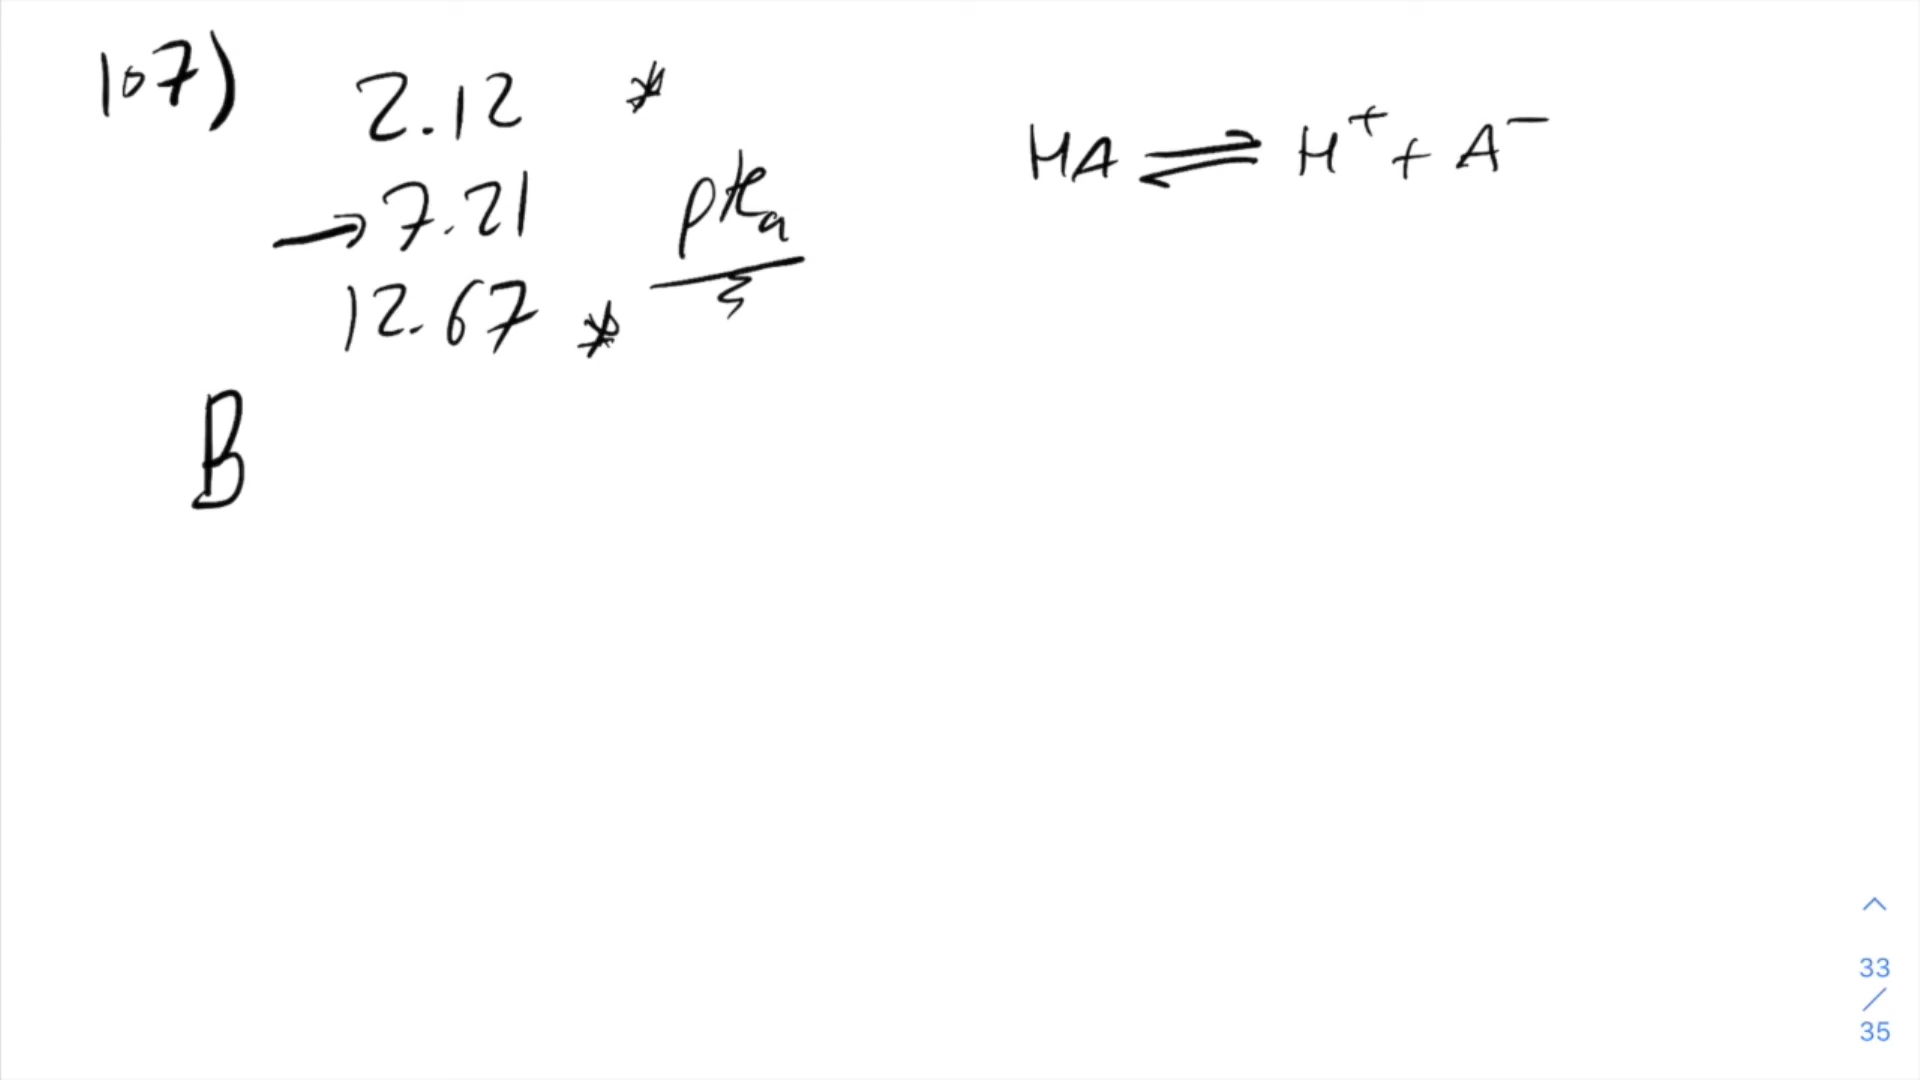 107)
2.12 *
→ 7.21
pKa
12.67 *
B
HA ⇌ H⁺ + A⁻
33
/
35